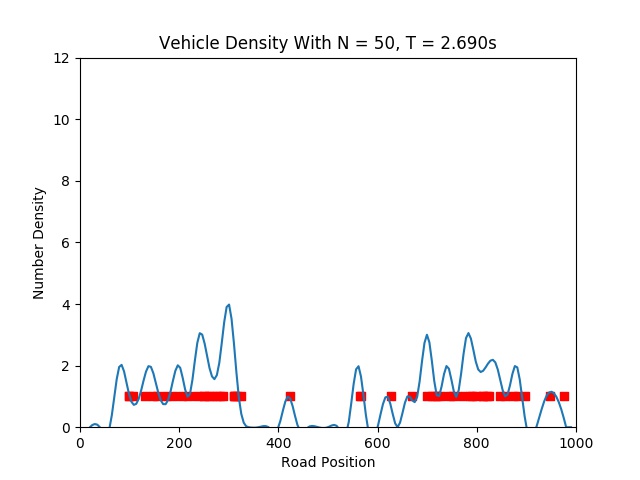 Vehicle Density With N = 50, T = 2.690s
12
10
8
6
4
2
0
Number Density
0 200 400 600 800 1000
Road Position